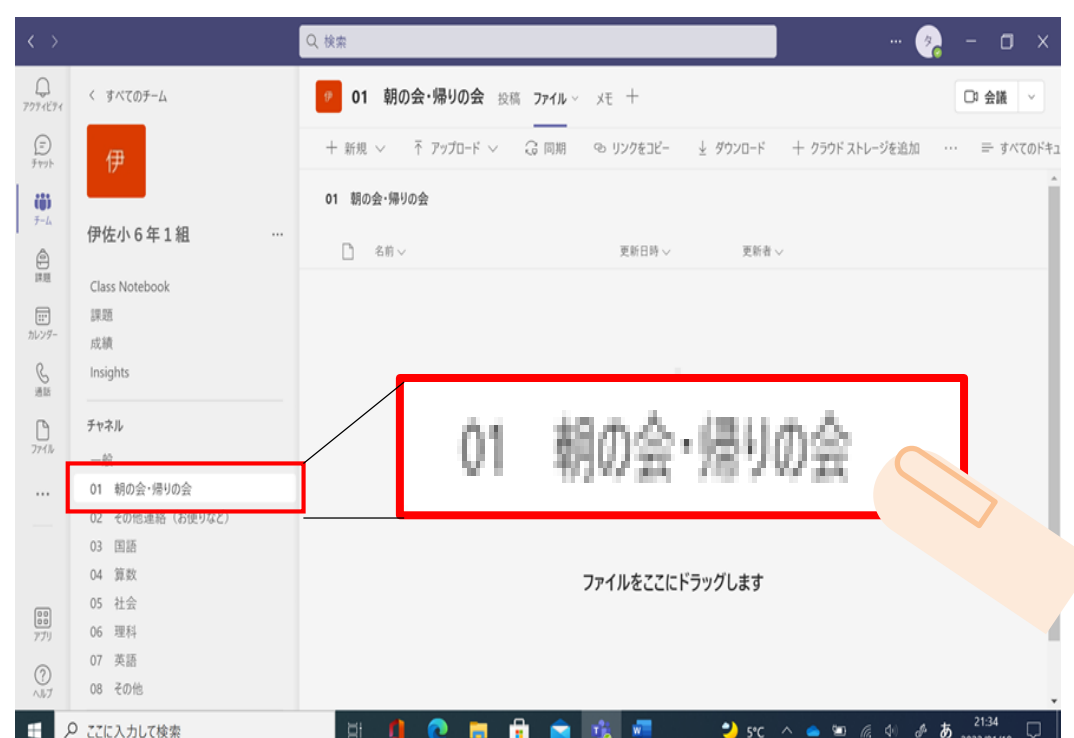 検索
アクティビティ
チャット
チーム
課題
カレンダー
通話
ファイル
アプリ
ヘルプ
すべてのチーム
伊
伊佐小６年１組
Class Notebook
課題
成績
Insights
チャネル
一般
01 朝の会・帰りの会
02 その他連絡（お便りなど）
03 国語
04 算数
05 社会
06 理科
07 英語
08 その他
タ
伊 01 朝の会・帰りの会 投稿 ファイル メモ
会議
新規 アップロード 同期 リンクをコピー ダウンロード クラウド ストレージを追加 すべてのドキュ
01 朝の会・帰りの会
名前 更新日時 更新者
01 朝の会・帰りの会
ファイルをここにドラッグします
ここに入力して検索
5℃ あ 21:34